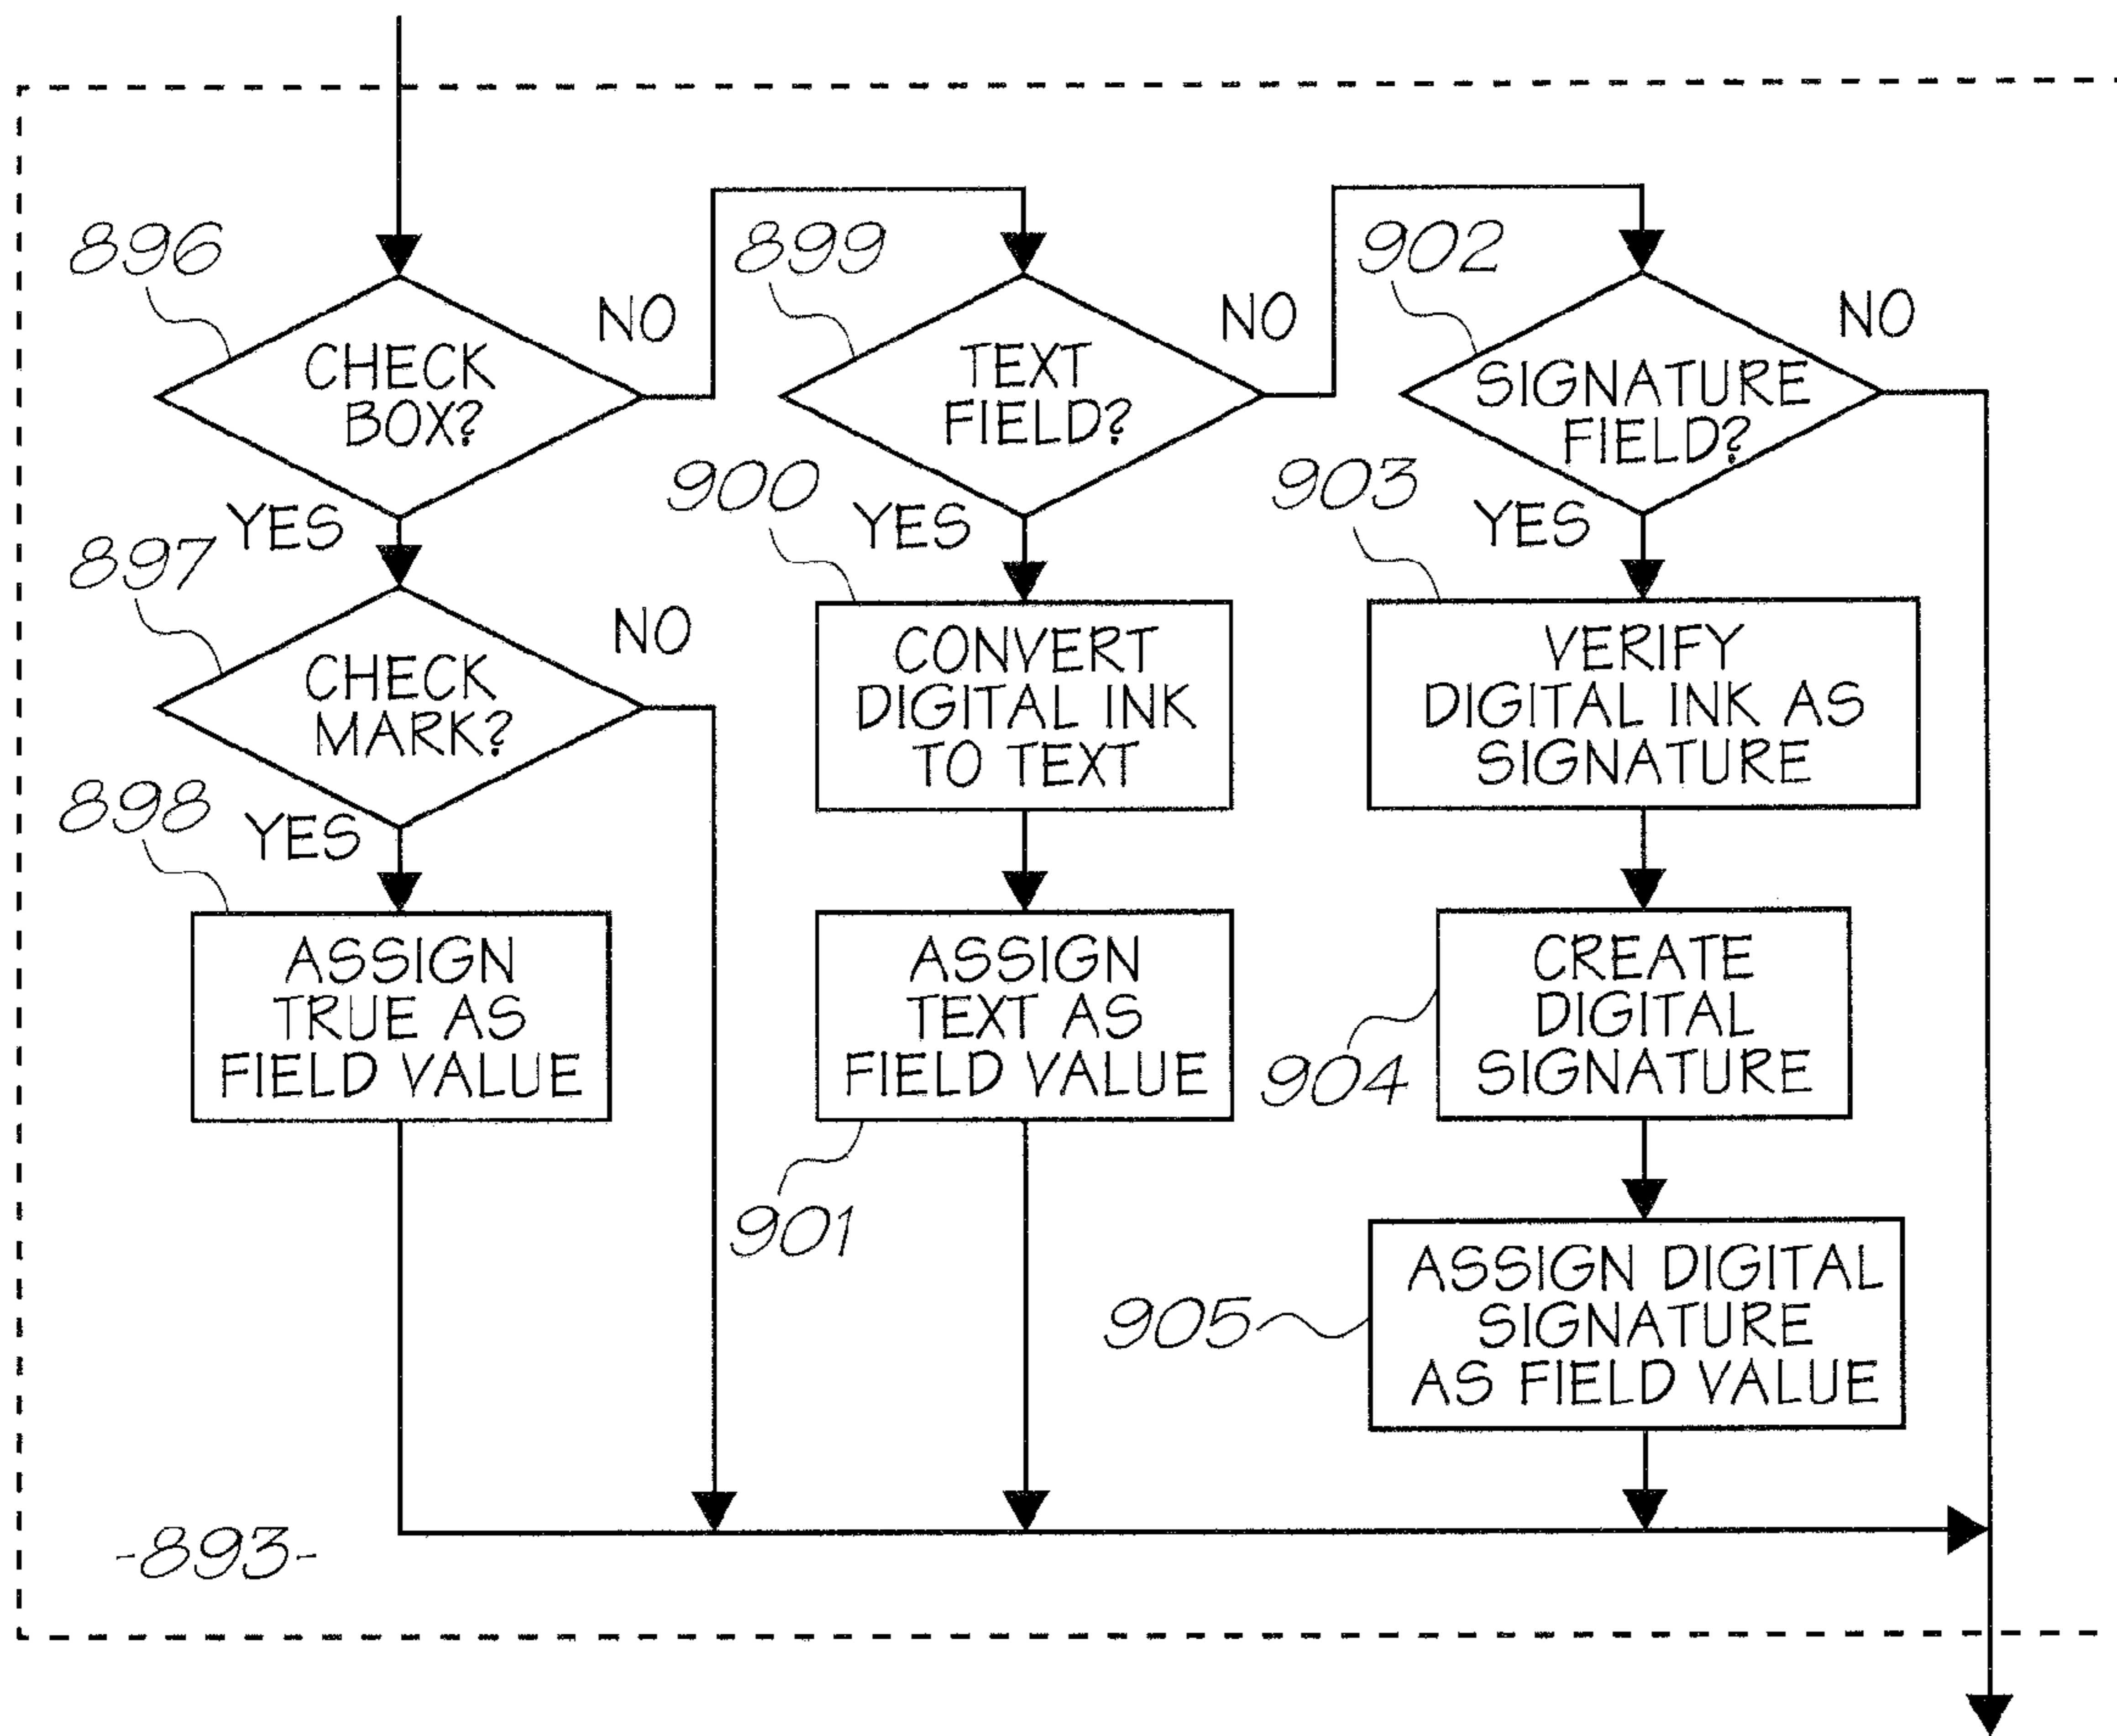 896
CHECK
BOX?
NO
YES
897
CHECK
MARK?
NO
898
YES
ASSIGN
TRUE AS
FIELD VALUE
899
TEXT
FIELD?
NO
900
YES
CONVERT
DIGITAL INK
TO TEXT
ASSIGN
TEXT AS
FIELD VALUE
901
902
SIGNATURE
FIELD?
NO
903
YES
VERIFY
DIGITAL INK AS
SIGNATURE
CREATE
DIGITAL
SIGNATURE
904
ASSIGN DIGITAL
SIGNATURE
AS FIELD VALUE
905
-893-